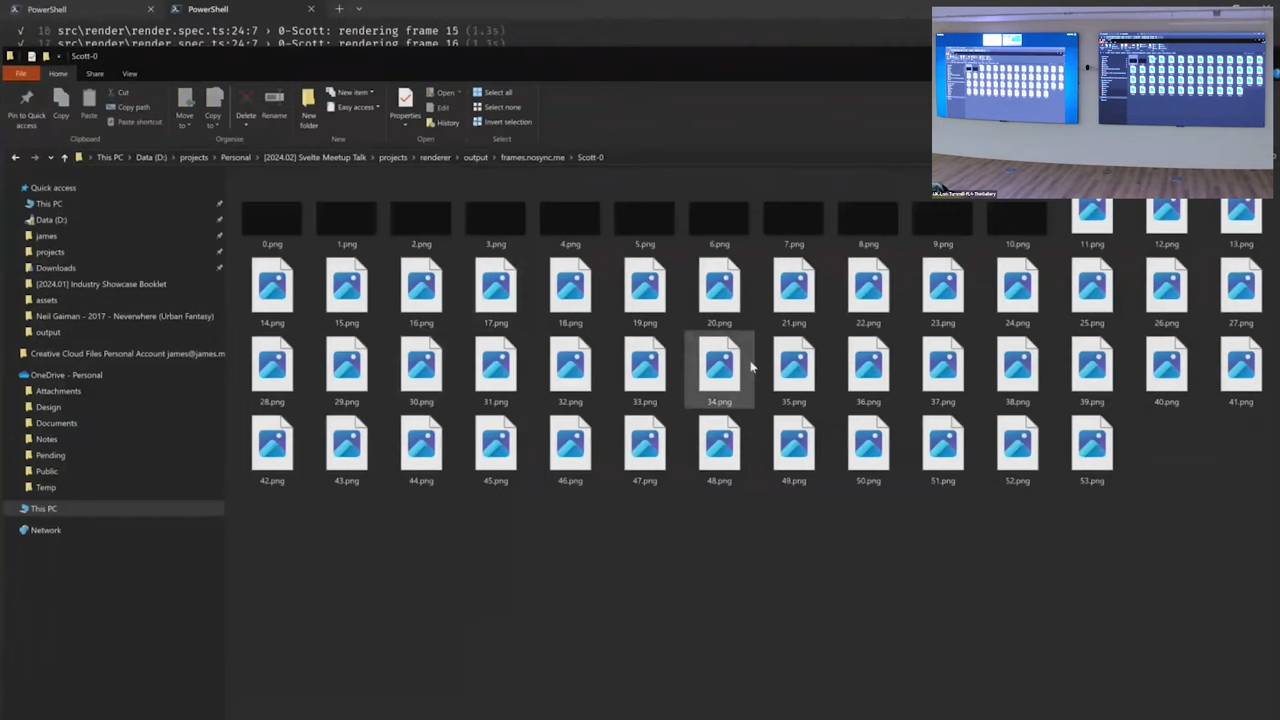 PowerShell
PowerShell
✓ 16 src\render\render.spec.ts:24:7 › 0-Scott: rendering frame 15 (1.3s)
✓ 17 src\render\render.spec.ts:24:7 › 0-Scott: rendering frame 16 (1.2s)
Scott-0
File
Home
Share
View
Pin to Quick access
Copy
Paste
Cut
Copy path
Paste shortcut
Clipboard
Move to
Copy to
Delete
Rename
Organise
New folder
New item
Easy access
New
Properties
Open
Edit
History
Open
Select all
Select none
Invert selection
Select
This PC › Data (D:) › projects › Personal › [2024.02] Svelte Meetup Talk › projects › renderer › output › frames.nosync.me › Scott-0
Quick access
This PC
Data (D:)
james
projects
Downloads
[2024.01] Industry Showcase Booklet
assets
Neil Gaiman - 2017 - Neverwhere (Urban Fantasy)
output
Creative Cloud Files Personal Account james@james.m
OneDrive - Personal
Attachments
Design
Documents
Notes
Pending
Public
Temp
This PC
Network
0.png 1.png 2.png 3.png 4.png 5.png 6.png 7.png 8.png 9.png 10.png 11.png 12.png 13.png
14.png 15.png 16.png 17.png 18.png 19.png 20.png 21.png 22.png 23.png 24.png 25.png 26.png 27.png
28.png 29.png 30.png 31.png 32.png 33.png 34.png 35.png 36.png 37.png 38.png 39.png 40.png 41.png
42.png 43.png 44.png 45.png 46.png 47.png 48.png 49.png 50.png 51.png 52.png 53.png